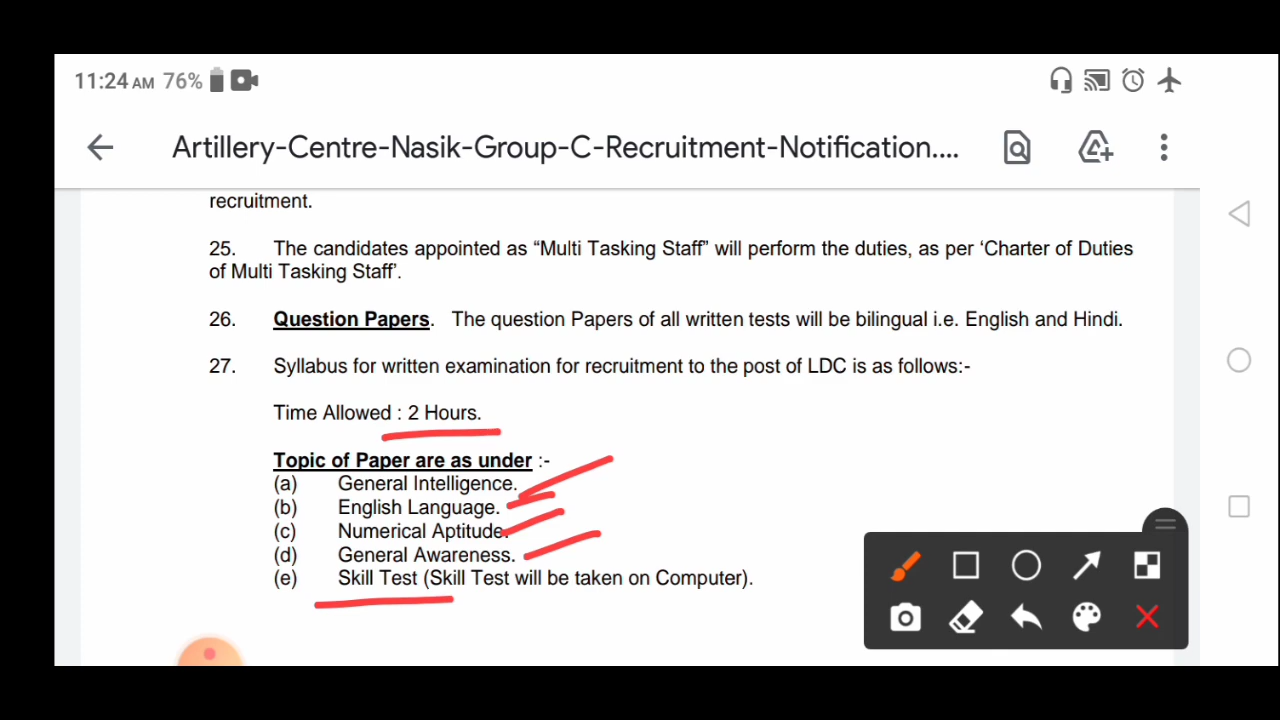 11:24 AM 76%
Artillery-Centre-Nasik-Group-C-Recruitment-Notification....
recruitment.
25. The candidates appointed as “Multi Tasking Staff” will perform the duties, as per ‘Charter of Duties
of Multi Tasking Staff’.
26. Question Papers. The question Papers of all written tests will be bilingual i.e. English and Hindi.
27. Syllabus for written examination for recruitment to the post of LDC is as follows:-
Time Allowed : 2 Hours.
Topic of Paper are as under :-
(a) General Intelligence.
(b) English Language.
(c) Numerical Aptitude.
(d) General Awareness.
(e) Skill Test (Skill Test will be taken on Computer).